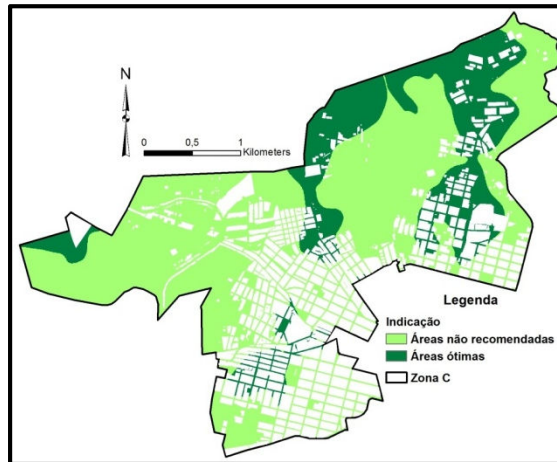 N
0 0,5 1
Kilometers
Legenda
Indicação
Áreas não recomendadas
Áreas ótimas
Zona C